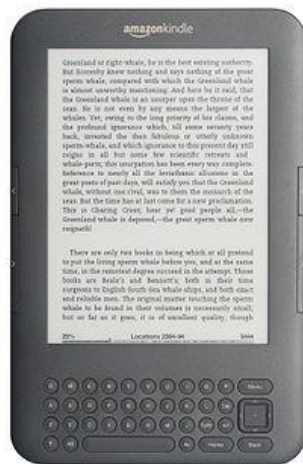 amazonkindle
Greenland or right-whale, he is the best existing authority.
But Scoresby knew nothing and says nothing of the great
sperm whale, compared with which the Greenland whale
is almost unworthy mentioning. And here be it said, that
the Greenland whale is an usurper upon the throne of the
seas. He is not even by any means the largest of the
whales. Yet, owing to the long priority of his claims, and
the profound ignorance which, till some seventy years
back, invested the then fabulous or utterly unknown
sperm-whale, and which ignorance to this present day still
reigns in all but some few scientific retreats and
whale-ports; this usurpation has been every way complete.
Reference to nearly all the leviathanic allusions in the
great poets of past days, will satisfy you that the Greenland
whale, without one rival, was to them the monarch of the
seas. But the time has at last come for a new proclamation.
This is Charing Cross; hear ye! good people all,—the
Greenland whale is deposed,—the great sperm whale now
reigneth!
There are only two books in being which at all pretend
to put the living sperm whale before you, and at the same
time, in the remotest degree succeed in the attempt. Those
books are Beale's and Bennett's; both in their time
surgeons to English South-Sea whale-ships, and both exact
and reliable men. The original matter touching the sperm
whale to be found in their volumes is necessarily small;
but so far as it goes, it is of excellent quality, though
25% Locations
Q W E R T Y U I O P Menu
A S D F G H J K L Del
Z X C V B N M
Alt Aa Home Back